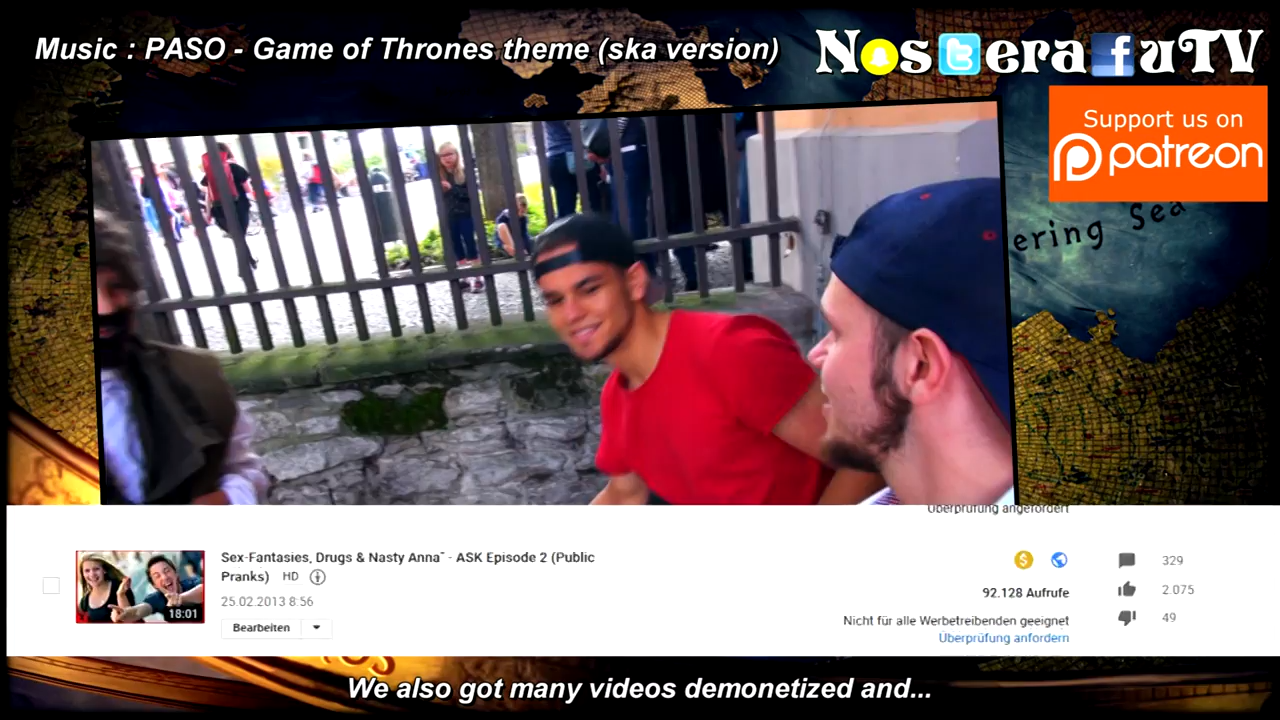 Music : PASO - Game of Thrones theme (ska version)
NosferafuTV
Support us on
patreon
ering Sea
Überprüfung angefordert
Sex-Fantasies, Drugs & Nasty Anna~ - ASK Episode 2 (Public
Pranks) HD
25.02.2013 8:56
18:01
Bearbeiten
92.128 Aufrufe
Nicht für alle Werbetreibenden geeignet
Überprüfung anfordern
329
2.075
49
We also got many videos demonetized and...